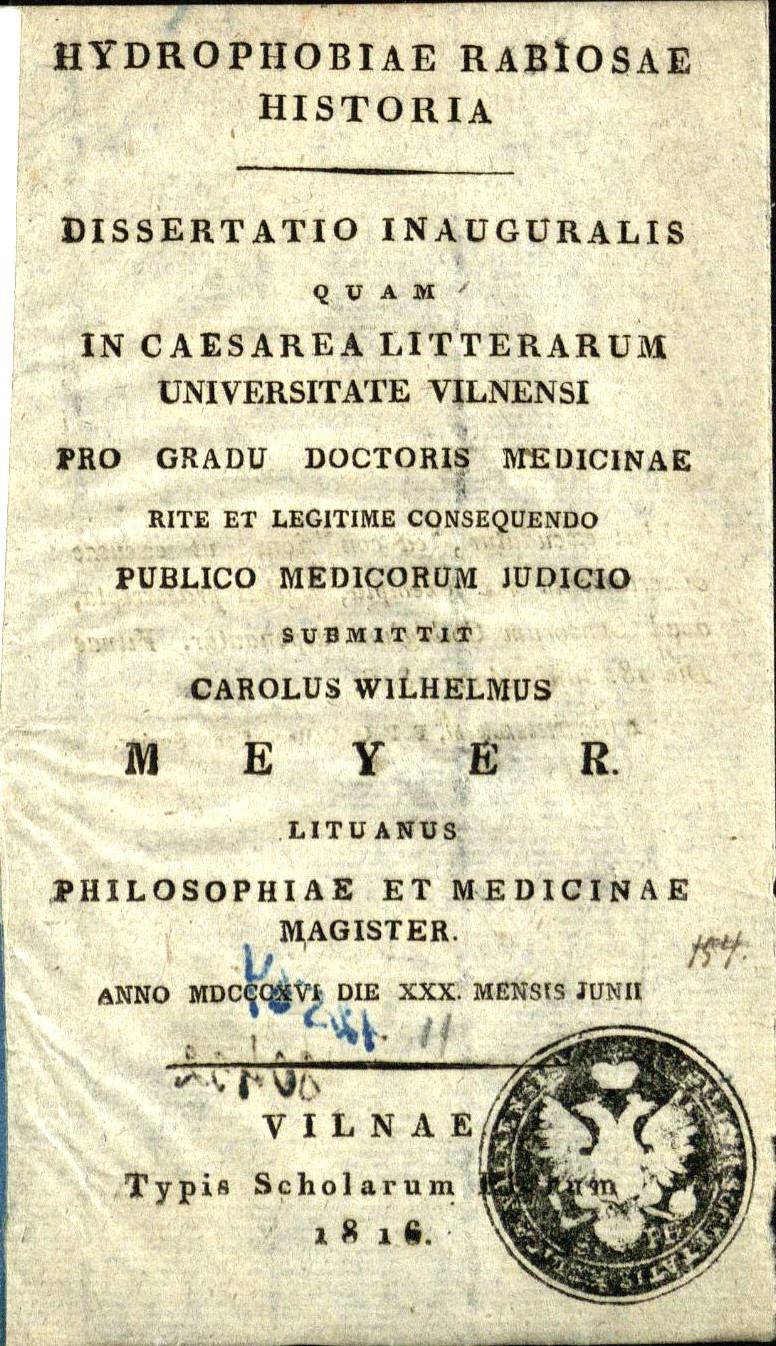 HYDROPHOBIAE RABIOSAE
HISTORIA
DISSERTATIO INAUGURALIS
QUAM
IN CAESAREA LITTERARUM
UNIVERSITATE VILNENSI
PRO GRADU DOCTORIS MEDICINAE
RITE ET LEGITIME CONSEQUENDO
PUBLICO MEDICORUM JUDICIO
SUBMITTIT
CAROLUS WILHELMUS
MEYER.
LITUANUS
PHILOSOPHIAE ET MEDICINAE
MAGISTER.
154.
ANNO MDCCCXVI DIE XXX. MENSIS JUNII
11
VILNAE
Typis Scholarum
1816.